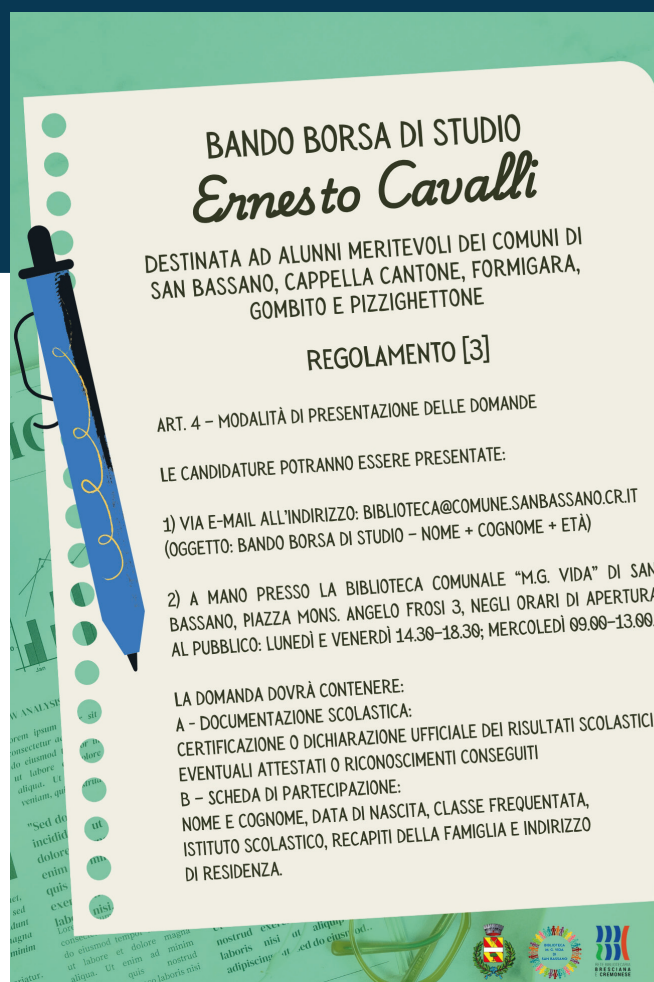 BANDO BORSA DI STUDIO
Ernesto Cavalli
DESTINATA AD ALUNNI MERITEVOLI DEI COMUNI DI
SAN BASSANO, CAPPELLA CANTONE, FORMIGARA,
GOMBITO E PIZZIGHETTONE
REGOLAMENTO [3]
ART. 4 – MODALITÀ DI PRESENTAZIONE DELLE DOMANDE
LE CANDIDATURE POTRANNO ESSERE PRESENTATE:
1) VIA E-MAIL ALL'INDIRIZZO: BIBLIOTECA@COMUNE.SANBASSANO.CR.IT
(OGGETTO: BANDO BORSA DI STUDIO – NOME + COGNOME + ETÀ)
2) A MANO PRESSO LA BIBLIOTECA COMUNALE “M.G. VIDA” DI SAN
BASSANO, PIAZZA MONS. ANGELO FROSI 3, NEGLI ORARI DI APERTURA
AL PUBBLICO: LUNEDÌ E VENERDÌ 14.30–18.30; MERCOLEDÌ 09.00–13.00.
LA DOMANDA DOVRÀ CONTENERE:
A - DOCUMENTAZIONE SCOLASTICA:
CERTIFICAZIONE O DICHIARAZIONE UFFICIALE DEI RISULTATI SCOLASTICI
EVENTUALI ATTESTATI O RICONOSCIMENTI CONSEGUITI
B – SCHEDA DI PARTECIPAZIONE:
NOME E COGNOME, DATA DI NASCITA, CLASSE FREQUENTATA,
ISTITUTO SCOLASTICO, RECAPITI DELLA FAMIGLIA E INDIRIZZO
DI RESIDENZA.
BIBLIOTECA
M. G. VIDA
DI
SAN BASSANO
BRESCIANA
CREMONESE